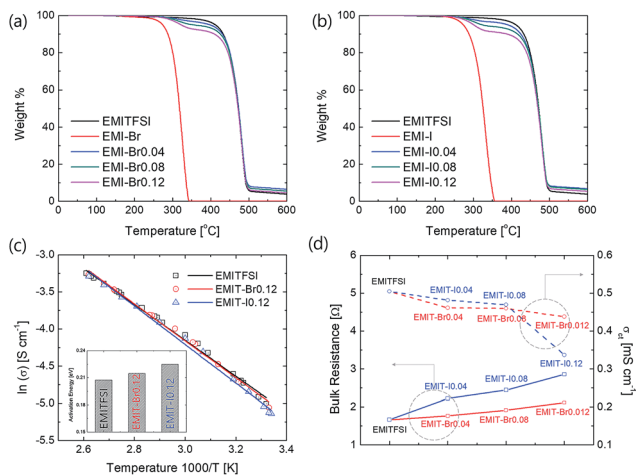 (a)
100
80
60
40
20
0
Weight %
EMITFSI
EMI-Br
EMI-Br0.04
EMI-Br0.08
EMI-Br0.12
0 100 200 300 400 500 600
Temperature [°C]
(b)
100
80
60
40
20
0
Weight %
EMITFSI
EMI-I
EMI-I0.04
EMI-I0.08
EMI-I0.12
0 100 200 300 400 500 600
Temperature [°C]
(c)
-3.0
-3.5
-4.0
-4.5
-5.0
-5.5
ln (σ) [S cm⁻¹]
EMITFSI
EMIT-Br0.12
EMIT-I0.12
0.24
0.21
0.18
Activation Energy [eV]
EMITFSI
EMIT-Br0.12
EMIT-I0.12
2.6 2.8 3.0 3.2 3.4
Temperature 1000/T [K]
(d)
6
5
4
3
2
1
Bulk Resistance [Ω]
EMITFSI
EMIT-I0.04
EMIT-I0.08
EMIT-Br0.04
EMIT-Br0.08
EMIT-Br0.012
EMIT-I0.12
EMIT-I0.04
EMIT-I0.08
EMITFSI
EMIT-Br0.04
EMIT-Br0.08
EMIT-Br0.012
0.6
0.5
0.4
0.3
0.2
0.1
σct [mS cm⁻¹]